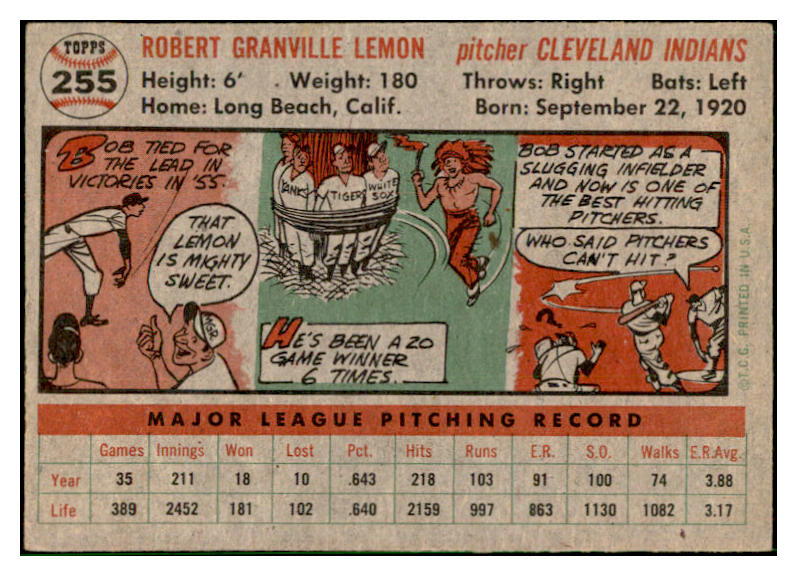 TOPPS
255
ROBERT GRANVILLE LEMON pitcher CLEVELAND INDIANS
Height: 6' . Weight: 180 Throws: Right Bats: Left
Home: Long Beach, Calif. Born: September 22, 1920
BOB TIED FOR
THE LEAD IN
VICTORIES IN '55.
THAT
LEMON
IS MIGHTY
SWEET.
MGR
YANKS
TIGERS
WHITE
SOX
HE'S BEEN A 20
GAME WINNER
6 TIMES.
BOB STARTED AS A
SLUGGING INFIELDER
AND NOW IS ONE OF
THE BEST HITTING
PITCHERS.
WHO SAID PITCHERS
CAN'T HIT?
?
©T.C.G. PRINTED IN U.S.A.
MAJOR LEAGUE PITCHING RECORD
Games Innings Won Lost Pct. Hits Runs E.R. S.O. Walks E.R.Avg.
Year 35 211 18 10 .643 218 103 91 100 74 3.88
Life 389 2452 181 102 .640 2159 997 863 1130 1082 3.17